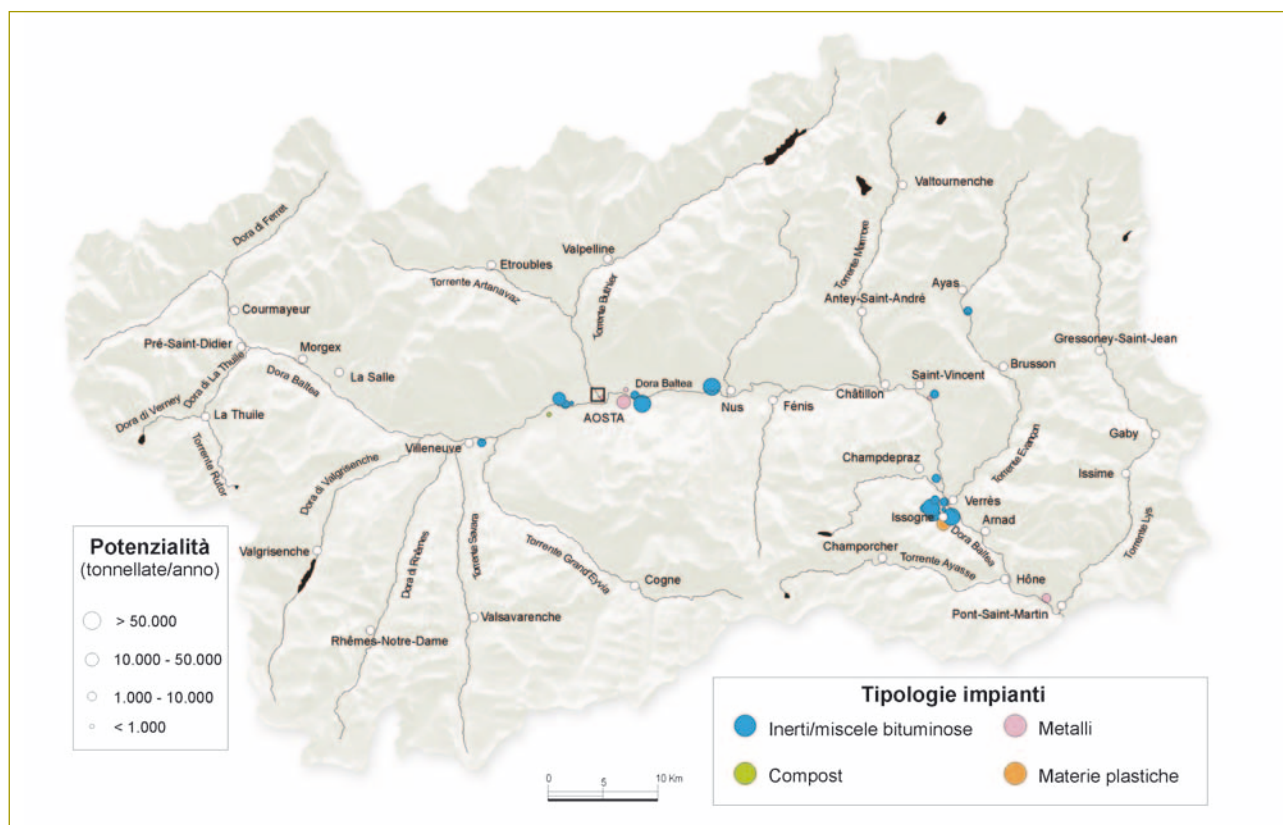 Valtournenche
Dora di Ferret
Valpelline
Etroubles
Torrente Artanavaz
Torrente Buthier
Torrente Marmore
Ayas
Antey-Saint-André
Courmayeur
Pré-Saint-Didier
Gressoney-Saint-Jean
Morgex
La Salle
Dora di La Thuile
Dora Baltea
Brusson
Saint-Vincent
Châtillon
Dora Baltea
Nus
Fénis
AOSTA
Dora di Verney
La Thuile
Torrente Rutor
Villeneuve
Gaby
Issime
Torrente Evançon
Champdepraz
Dora di Valgrisenche
Verrès
Issogne
Arnad
Dora Baltea
Torrente Lys
Valgrisenche
Dora di Rhêmes
Torrente Savara
Torrente Grand'Eyvia
Cogne
Champorcher
Torrente Ayasse
Hône
Pont-Saint-Martin
Valsavarenche
Rhêmes-Notre-Dame
Potenzialità
(tonnellate/anno)
> 50.000
10.000 - 50.000
1.000 - 10.000
< 1.000
0 5 10 Km
Tipologie impianti
Inerti/miscele bituminose
Metalli
Compost
Materie plastiche